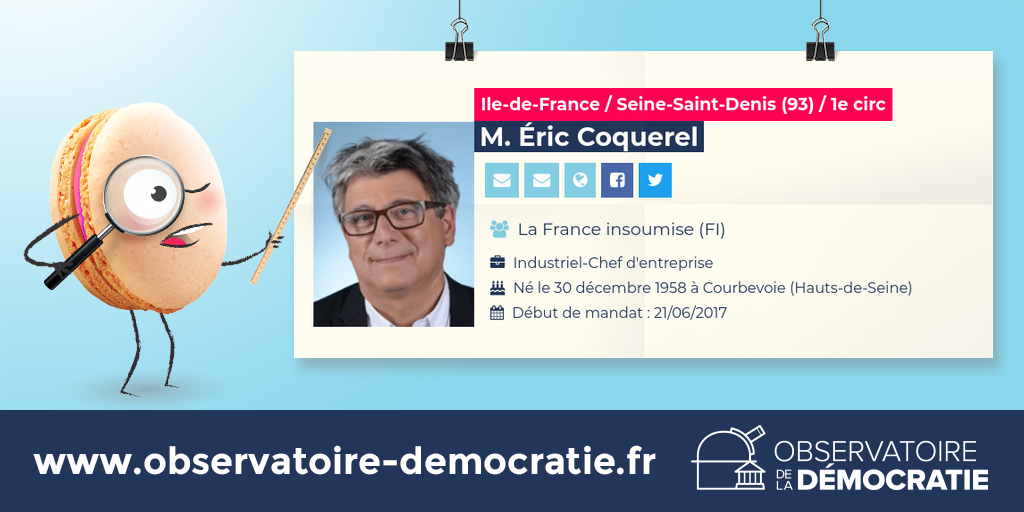 Ile-de-France / Seine-Saint-Denis (93) / 1e circ
M. Éric Coquerel
La France insoumise (FI)
Industriel-Chef d'entreprise
Né le 30 décembre 1958 à Courbevoie (Hauts-de-Seine)
Début de mandat : 21/06/2017
www.observatoire-democratie.fr
OBSERVATOIRE
DE LA DÉMOCRATIE